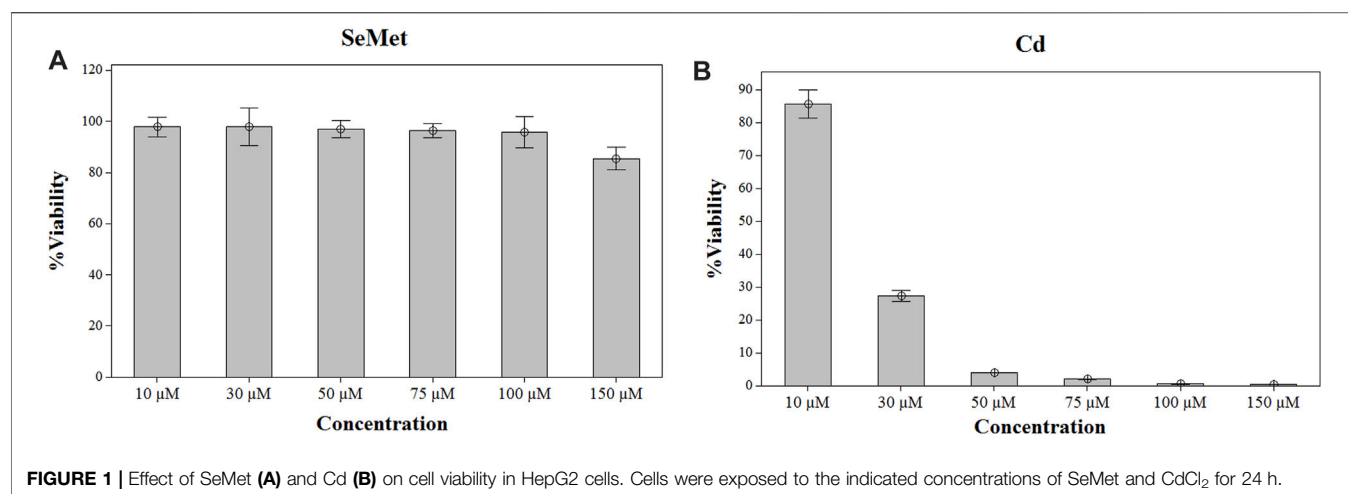 SeMet
A
120
100
80
60
40
20
0
%Viability
10 µM 30 µM 50 µM 75 µM 100 µM 150 µM
Concentration
Cd
B
90
80
70
60
50
40
30
20
10
0
%Viability
10 µM 30 µM 50 µM 75 µM 100 µM 150 µM
Concentration
FIGURE 1 | Effect of SeMet (A) and Cd (B) on cell viability in HepG2 cells. Cells were exposed to the indicated concentrations of SeMet and CdCl₂ for 24 h.